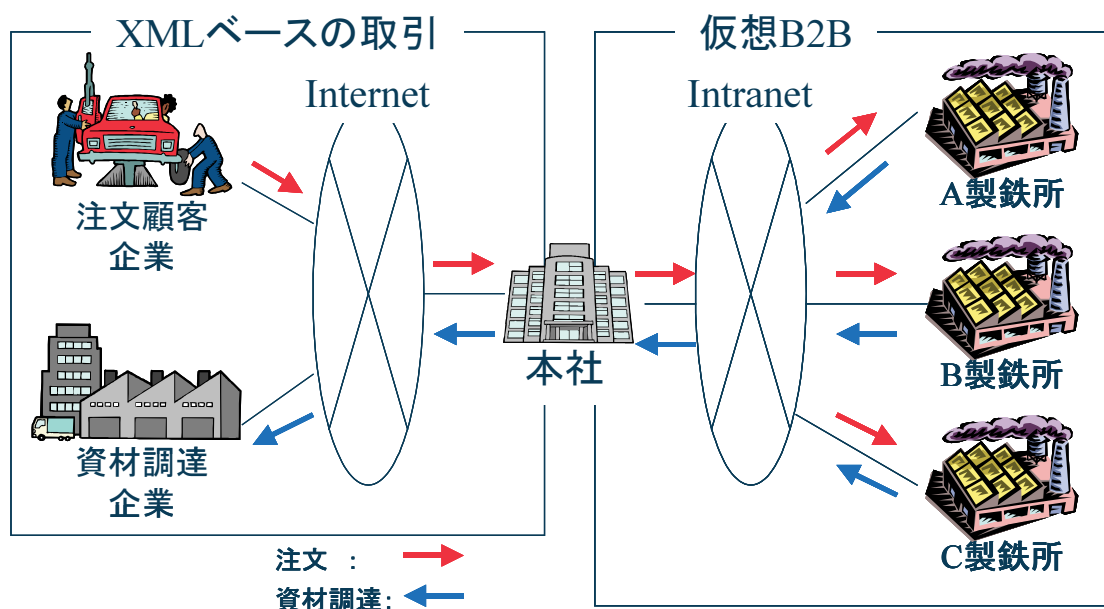 XMLベースの取引
仮想B2B
Internet
Intranet
注文顧客
企業
資材調達
企業
本社
A製鉄所
B製鉄所
C製鉄所
注文 :
資材調達: